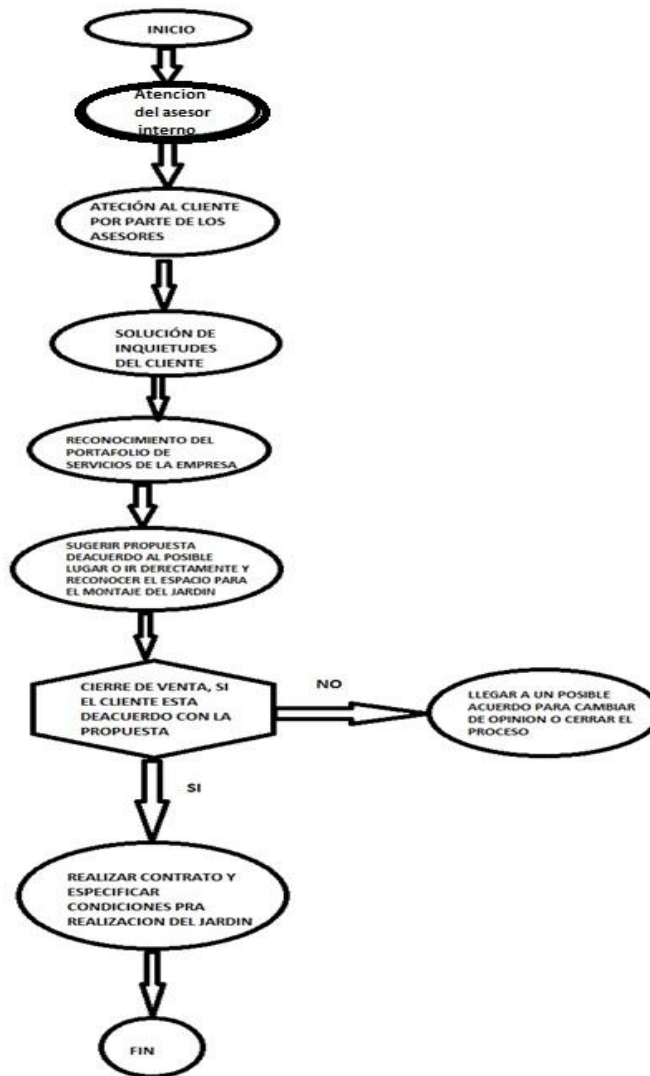 INICIO
Atencion
del asesor
interno
ATECIÓN AL CLIENTE
POR PARTE DE LOS
ASESORES
SOLUCIÓN DE
INQUIETUDES
DEL CLIENTE
RECONOCIMIENTO DEL
PORTAFOLIO DE
SERVICIOS DE LA EMPRESA
SUGERIR PROPUESTA
DEACUERDO AL POSIBLE
LUGAR O IR DERECTAMENTE Y
RECONOCER EL ESPACIO PARA
EL MONTAJE DEL JARDIN
CIERRE DE VENTA, SI
EL CLIENTE ESTA
DEACUERDO CON LA
PROPUESTA
NO
LLEGAR A UN POSIBLE
ACUERDO PARA CAMBIAR
DE OPINION O CERRAR EL
PROCESO
SI
REALIZAR CONTRATO Y
ESPECIFICAR
CONDICIONES PRA
REALIZACION DEL JARDIN
FIN